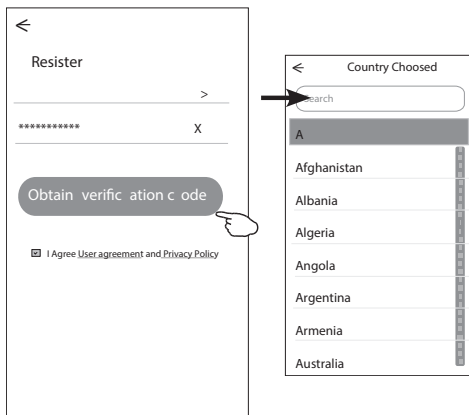 Resister
>
*********** X
Obtain verific ation c ode
I Agree User agreement and Privacy Policy
Country Choosed
Search
A
Afghanistan
Albania
Algeria
Angola
Argentina
Armenia
Australia